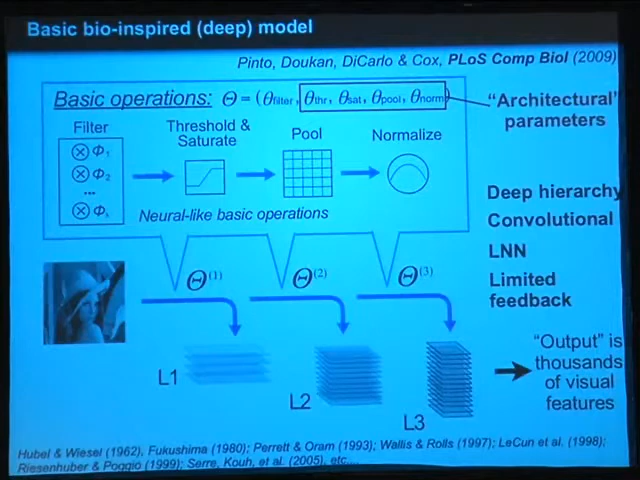 Basic bio-inspired (deep) model
Pinto, Doukan, DiCarlo & Cox, PLoS Comp Biol (2009)
Basic operations: Θ = (θfilter, θthr, θsat, θpool, θnorm)
"Architectural"
parameters
Filter
Threshold &
Saturate
Pool
Normalize
⊗ Φ1
⊗ Φ2
...
⊗ Φk
Neural-like basic operations
Deep hierarchy
Convolutional
LNN
Limited
feedback
Θ(1)
Θ(2)
Θ(3)
L1
L2
L3
"Output" is
thousands
of visual
features
Hubel & Wiesel (1962), Fukushima (1980); Perrett & Oram (1993); Wallis & Rolls (1997); LeCun et al. (1998);
Riesenhuber & Poggio (1999); Serre, Kouh, et al. (2005), etc....